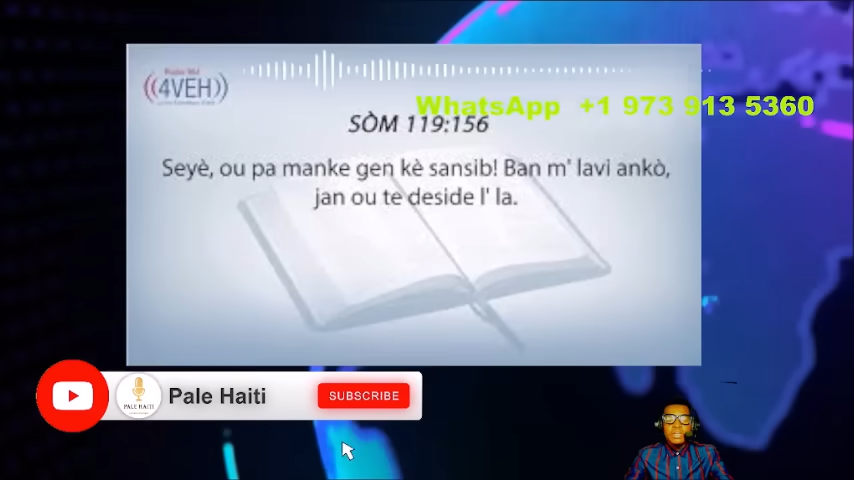 ((4VEH))
WhatsApp +1 973 913 5360
SÒM 119:156
Seyè, ou pa manke gen kè sansib! Ban m' lavi ankò,
jan ou te deside l' la.
Pale Haiti
SUBSCRIBE
PALE HAITI